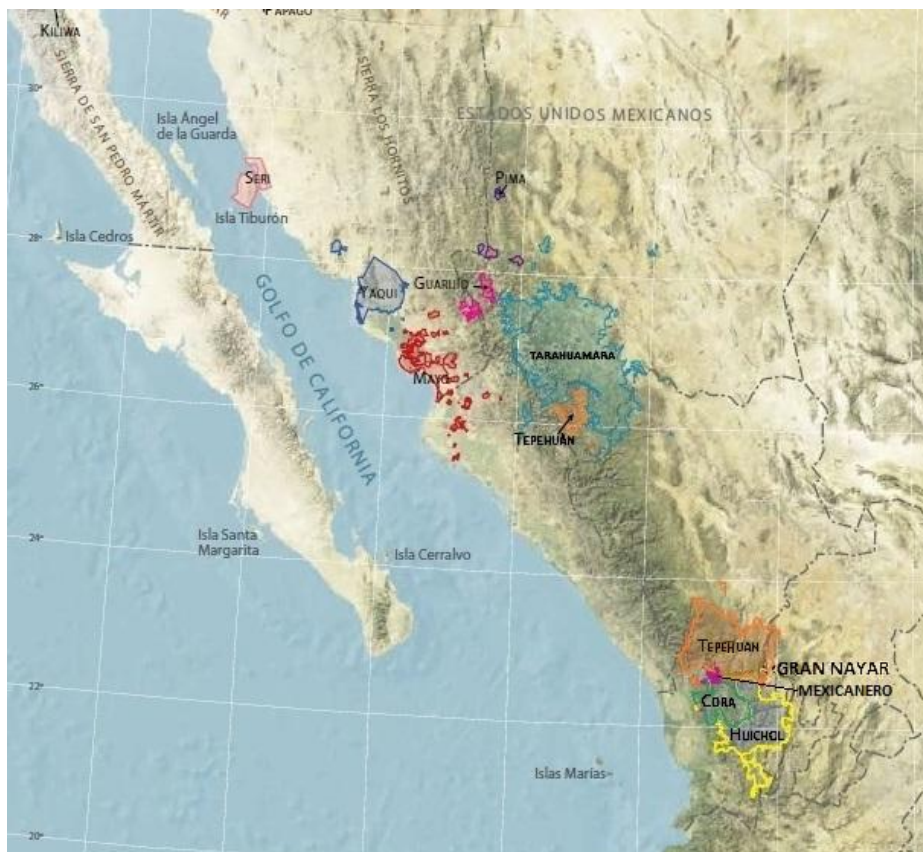 PAPAGO
KILIWA
SIERRA DE SAN PEDRO MÁRTIR
30°
Isla Ángel
de la Guarda
SIERRA LOS HORNITOS
ESTADOS UNIDOS MEXICANOS
SERI
PIMA
Isla Tiburón
Isla Cedros
28°
GOLFO DE CALIFORNIA
YAQUI
GUARIJÍO
TARAHUAMARA
MAYO
26°
TEPEHUÁN
Isla Santa
Margarita
Isla Cerralvo
24°
TEPEHUAN
GRAN NAYAR
MEXICANERO
22°
CORA
HUICHOL
Islas Marías
20°